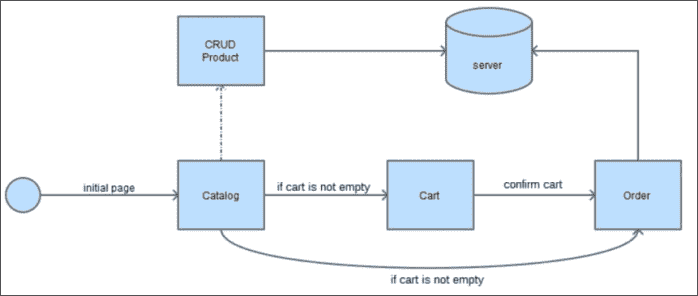 CRUD
Product
server
initial page
Catalog
if cart is not empty
Cart
confirm cart
Order
if cart is not empty